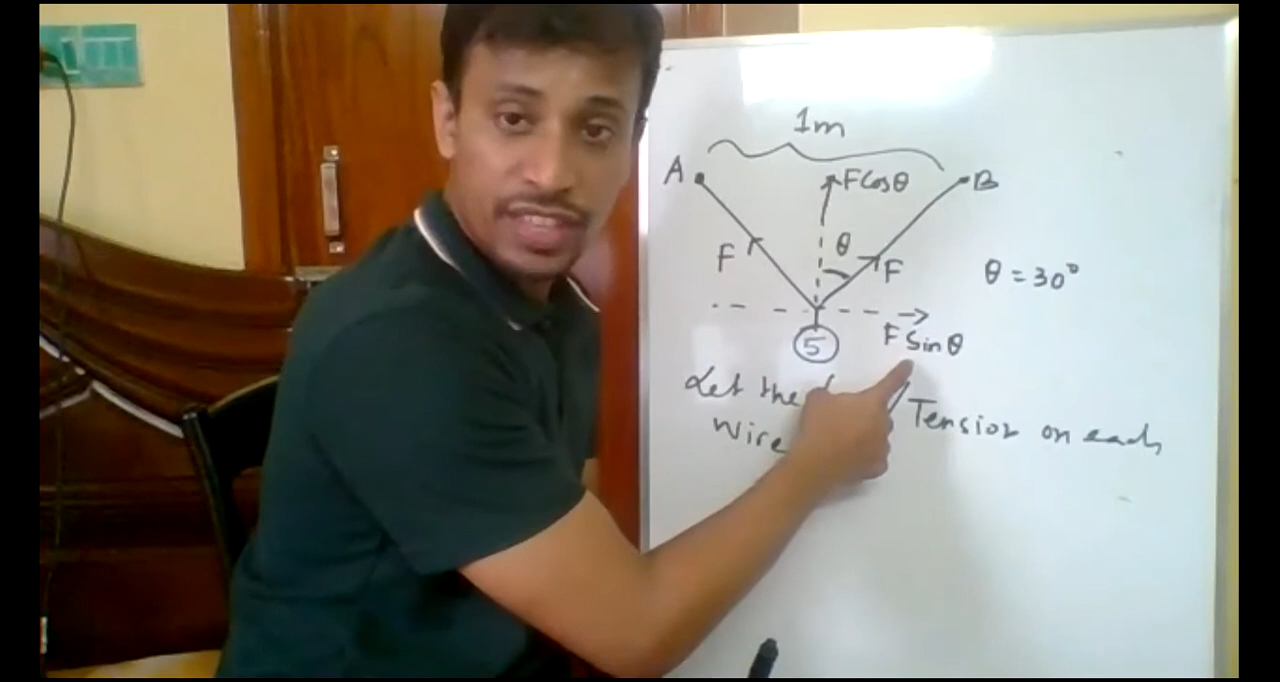 1m
A
FCosθ
B
θ
F
F
θ = 30°
5
F Sinθ
Let the / Tension on each
wire